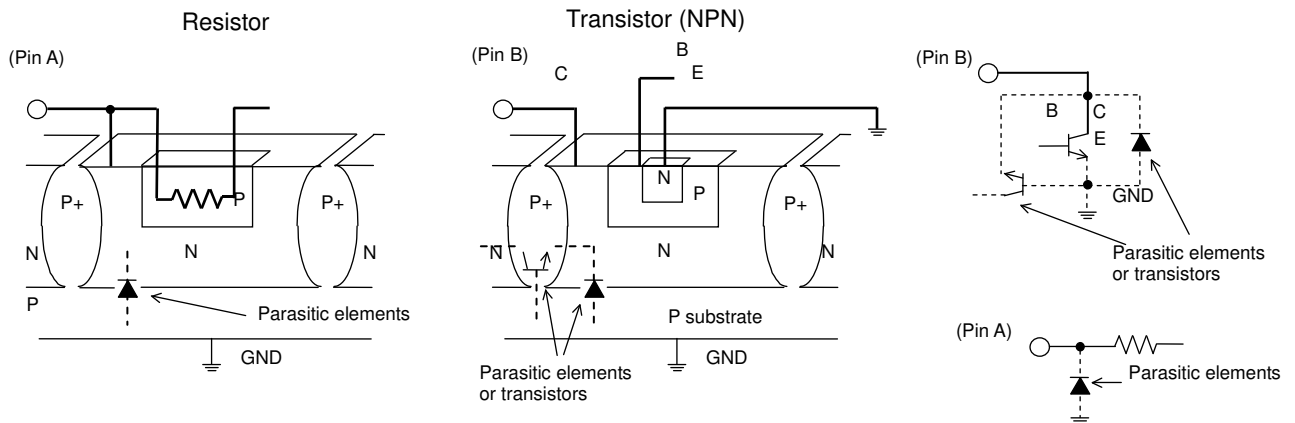 Resistor
(Pin A)
P+
P
P+
N
N
N
P
Parasitic elements
GND
Transistor (NPN)
(Pin B)
C
B
E
N
P+
P
P+
N
N
N
P substrate
GND
Parasitic elements
or transistors
(Pin B)
B
C
E
GND
Parasitic elements
or transistors
(Pin A)
Parasitic elements